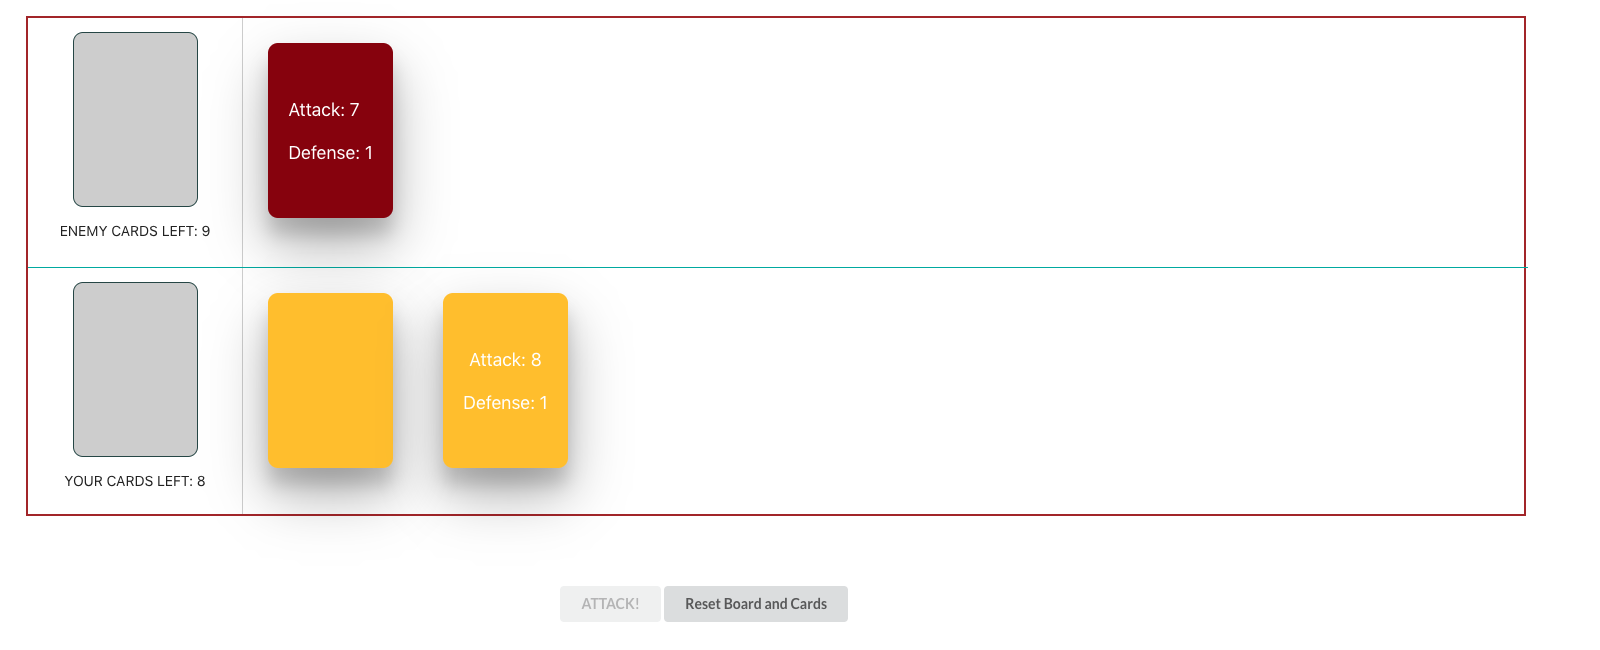 Attack: 7
Defense: 1
ENEMY CARDS LEFT: 9
Attack: 8
Defense: 1
YOUR CARDS LEFT: 8
ATTACK!
Reset Board and Cards